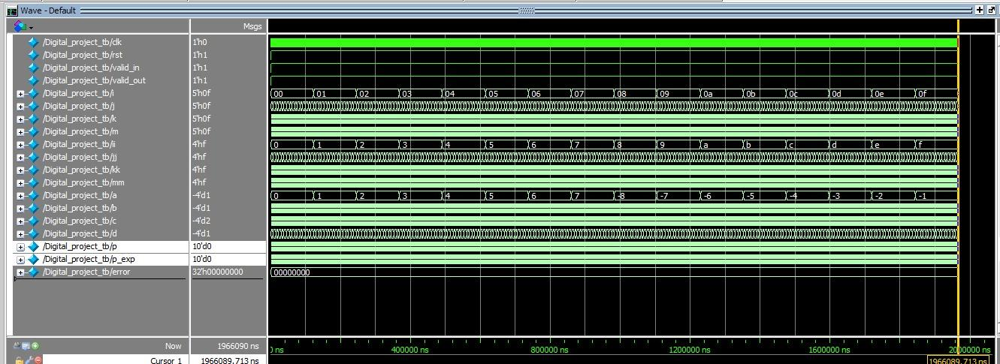 Wave - Default
Msgs
/Digital_project_tb/clk 1'h0
/Digital_project_tb/rst 1'h1
/Digital_project_tb/valid_in 1'h1
/Digital_project_tb/valid_out 1'h1
/Digital_project_tb/i 5'h0f 00 01 02 03 04 05 06 07 08 09 0a 0b 0c 0d 0e 0f
/Digital_project_tb/j 5'h0f
/Digital_project_tb/k 5'h0f
/Digital_project_tb/m 5'h0f
/Digital_project_tb/ii 4'hf 0 1 2 3 4 5 6 7 8 9 a b c d e f
/Digital_project_tb/jj 4'hf
/Digital_project_tb/kk 4'hf
/Digital_project_tb/mm 4'hf
/Digital_project_tb/a -4'd1 0 1 2 3 4 5 6 7 -8 -7 -6 -5 -4 -3 -2 -1
/Digital_project_tb/b -4'd1
/Digital_project_tb/c -4'd2
/Digital_project_tb/d -4'd1
/Digital_project_tb/p 10'd0
/Digital_project_tb/p_exp 10'd0
/Digital_project_tb/error 32'h00000000 00000000
Now 1966090 ns 0 ns 400000 ns 800000 ns 1200000 ns 1600000 ns 2000000 ns
Cursor 1 1966089.713 ns 1966089.713 ns